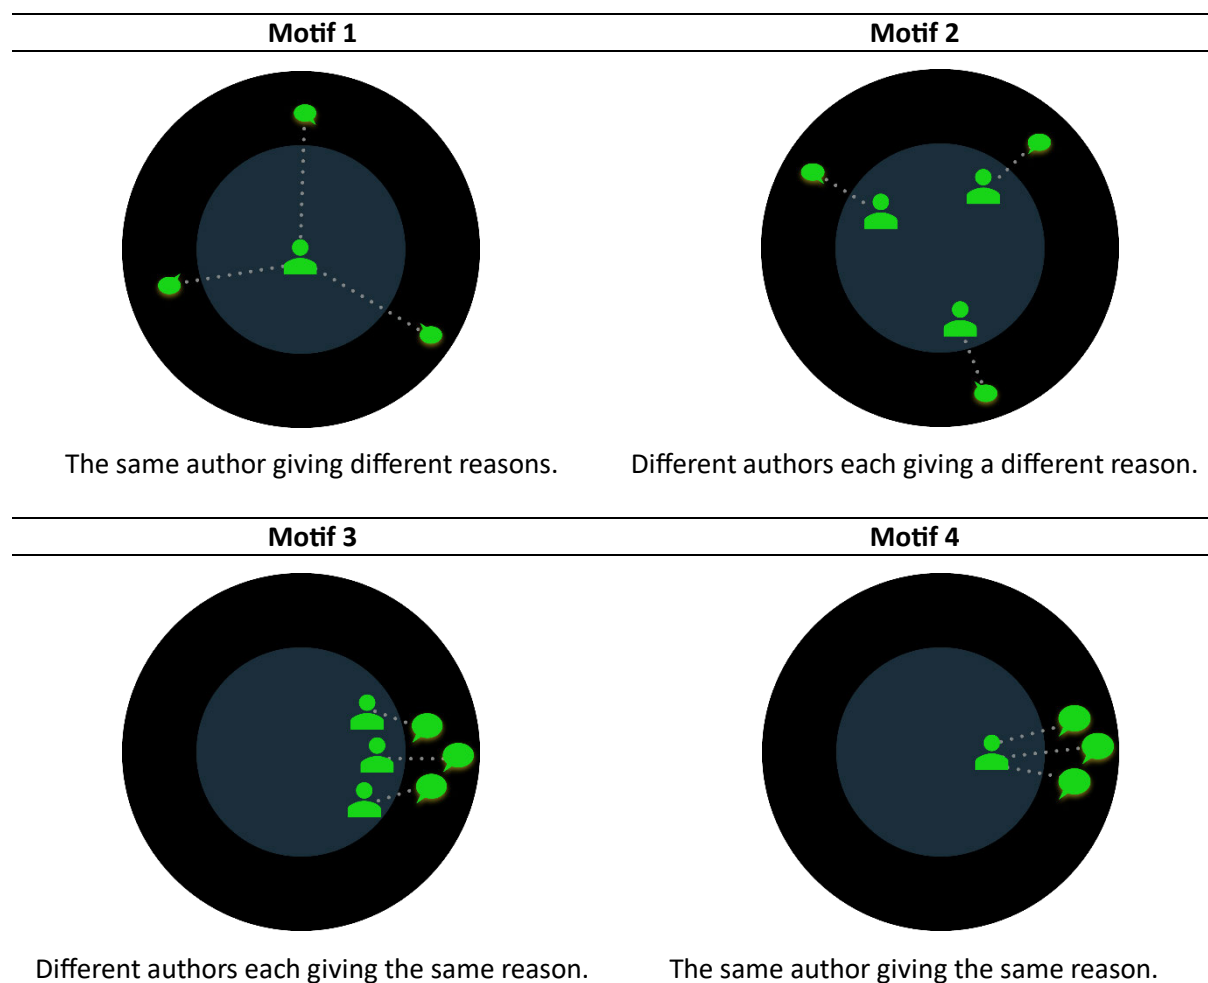 Motif 1
Motif 2
The same author giving different reasons.
Different authors each giving a different reason.
Motif 3
Motif 4
Different authors each giving the same reason.
The same author giving the same reason.